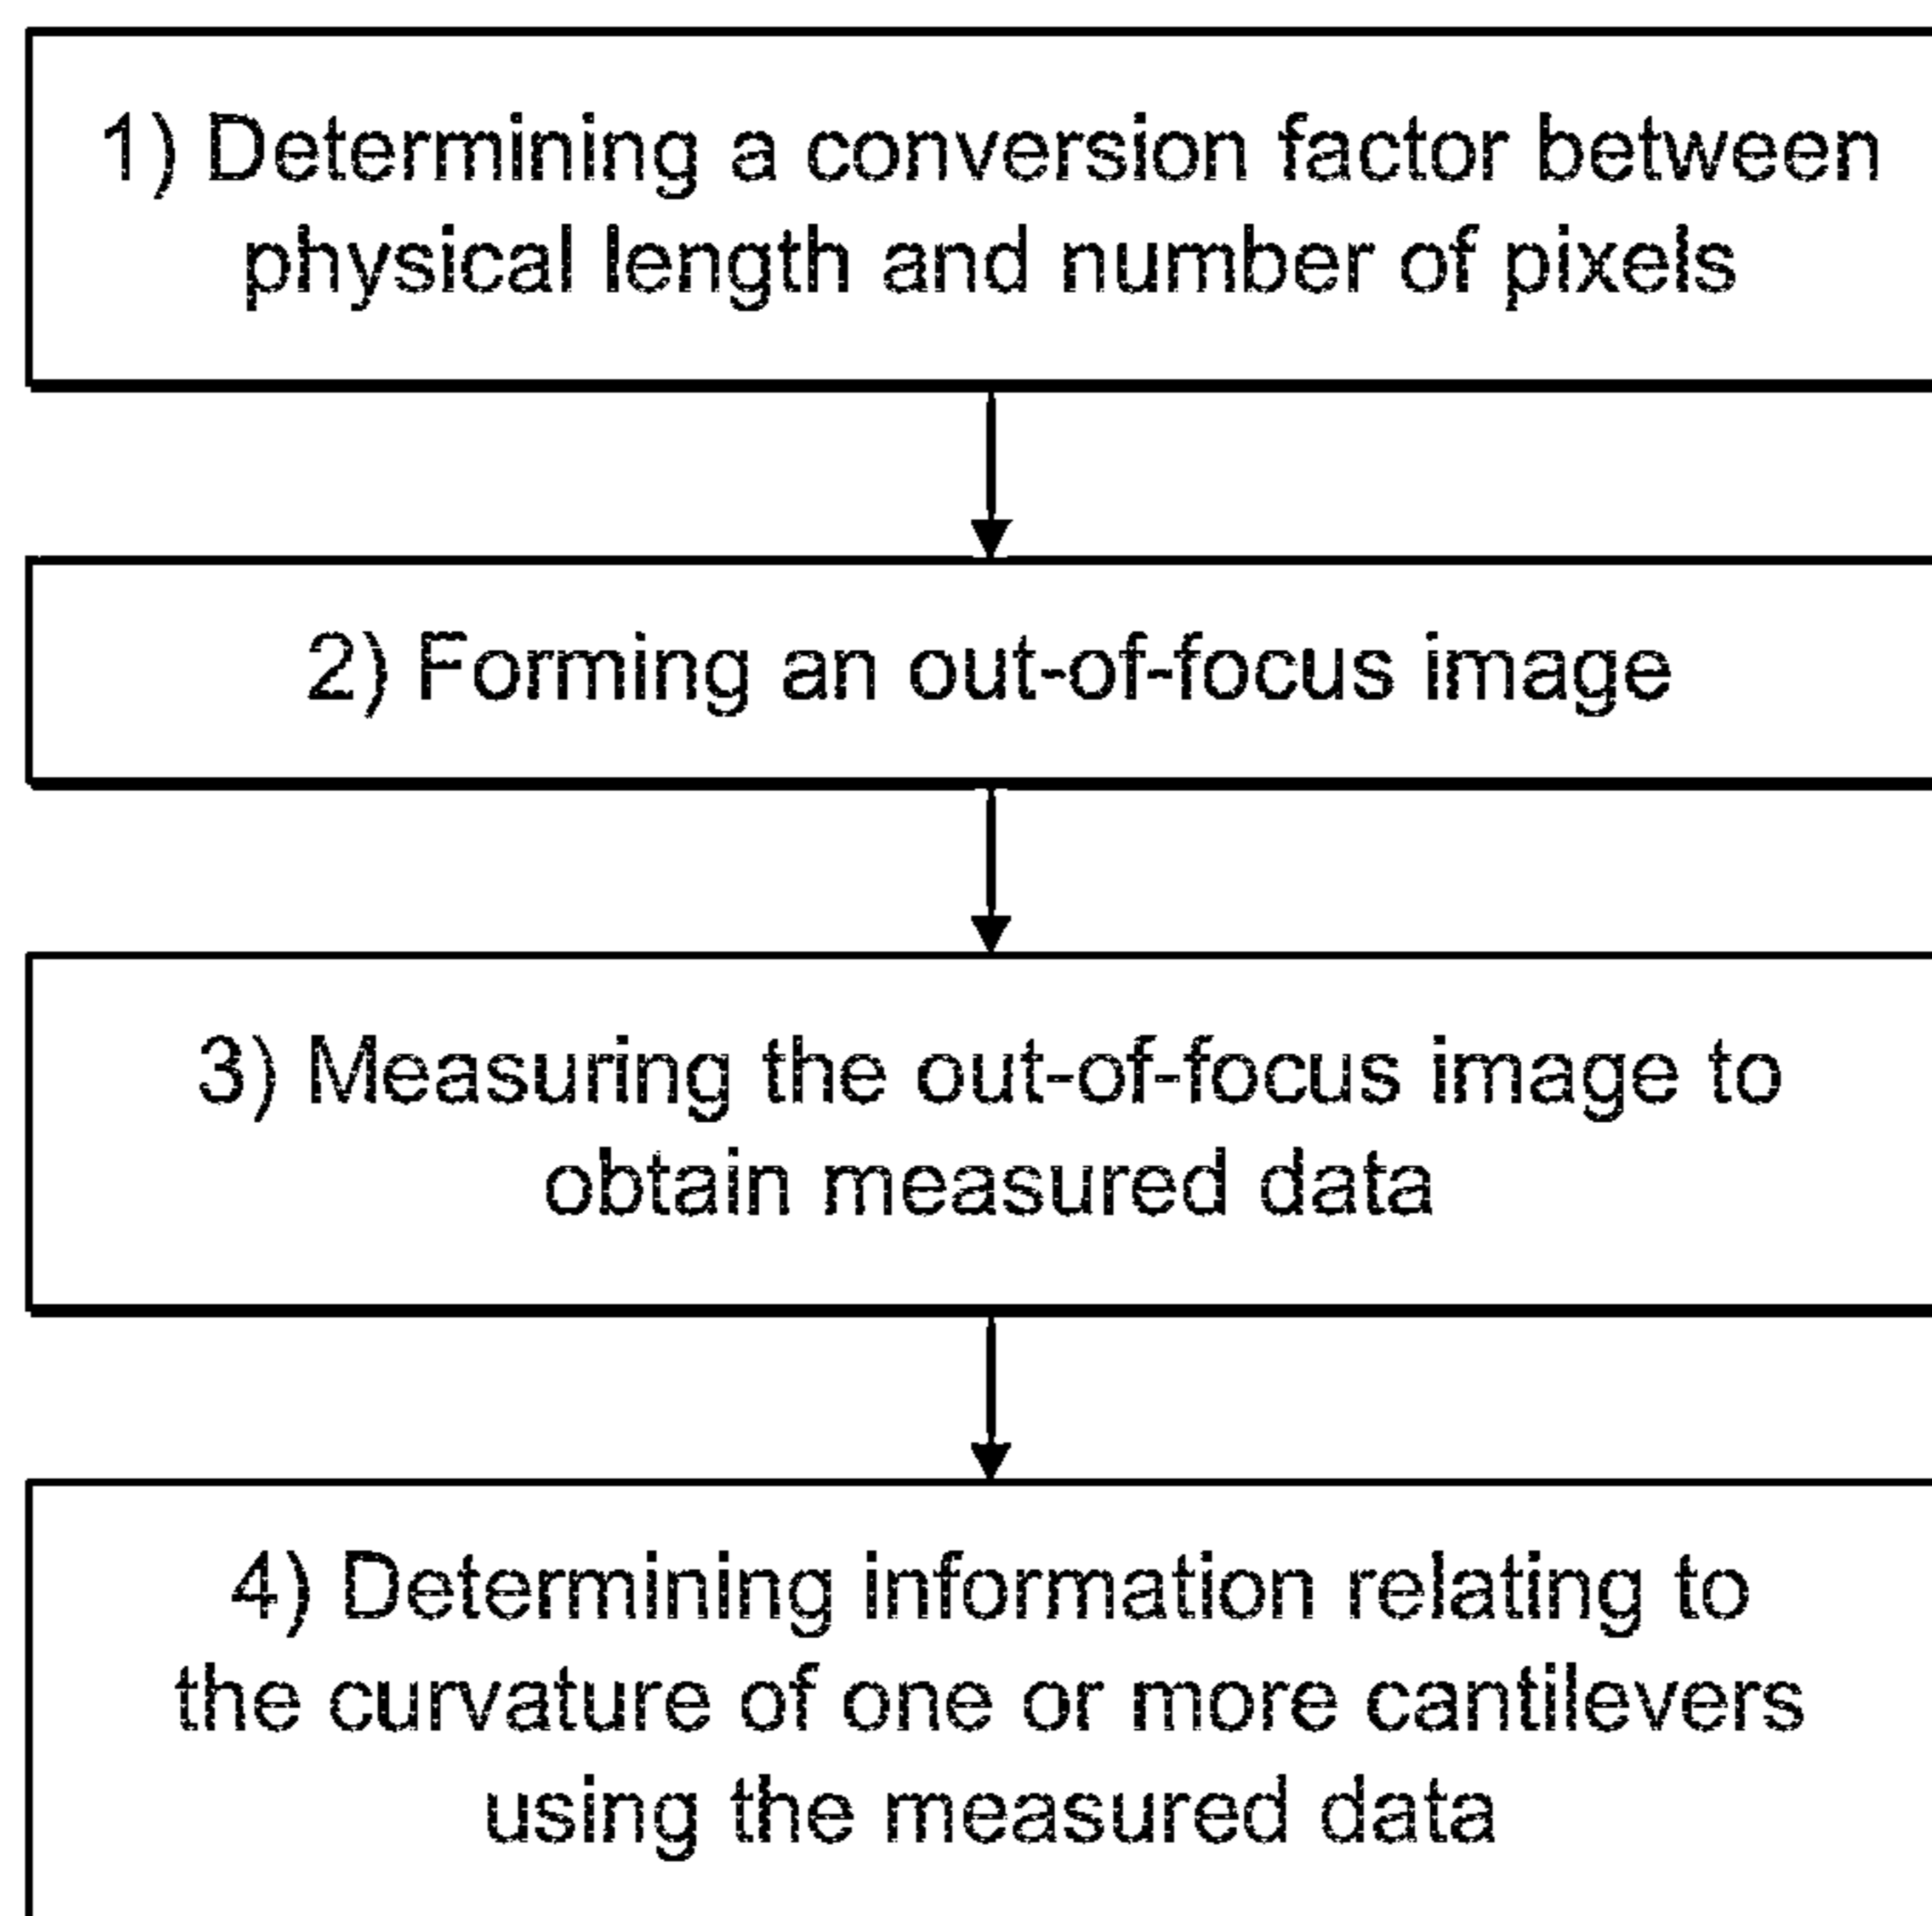 1) Determining a conversion factor between
physical length and number of pixels
2) Forming an out-of-focus image
3) Measuring the out-of-focus image to
obtain measured data
4) Determining information relating to
the curvature of one or more cantilevers
using the measured data